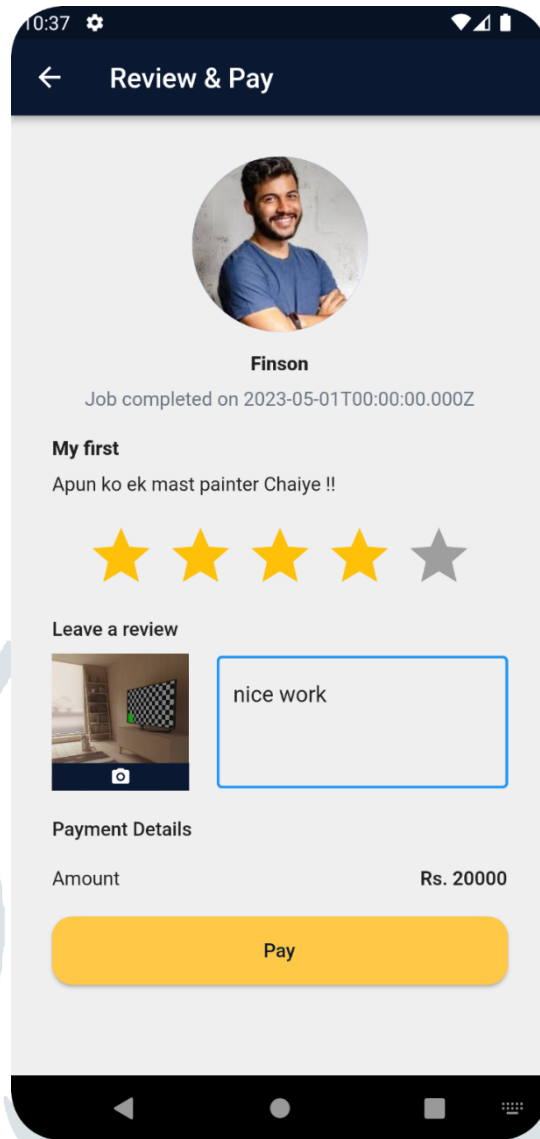 10:37
Review & Pay
Finson
Job completed on 2023-05-01T00:00:00.000Z
My first
Apun ko ek mast painter Chaiye !!
Leave a review
nice work
Payment Details
Amount Rs. 20000
Pay